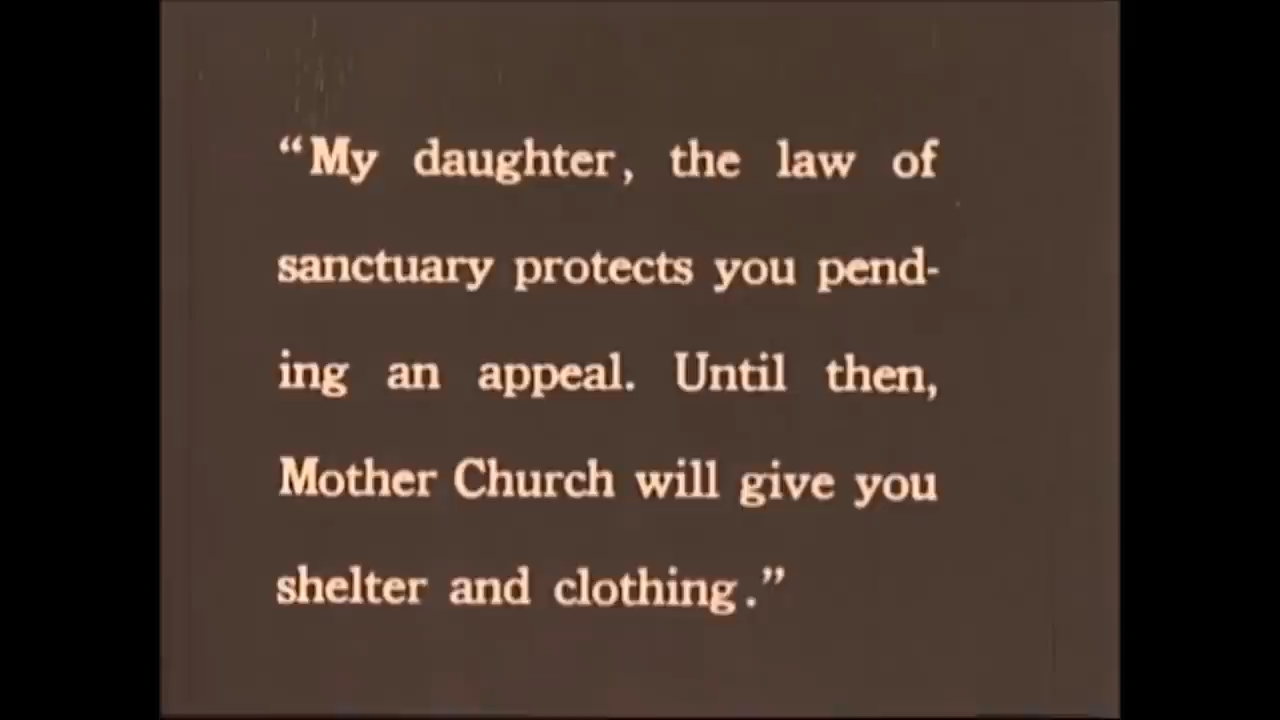 “My daughter, the law of
sanctuary protects you pend-
ing an appeal. Until then,
Mother Church will give you
shelter and clothing.”